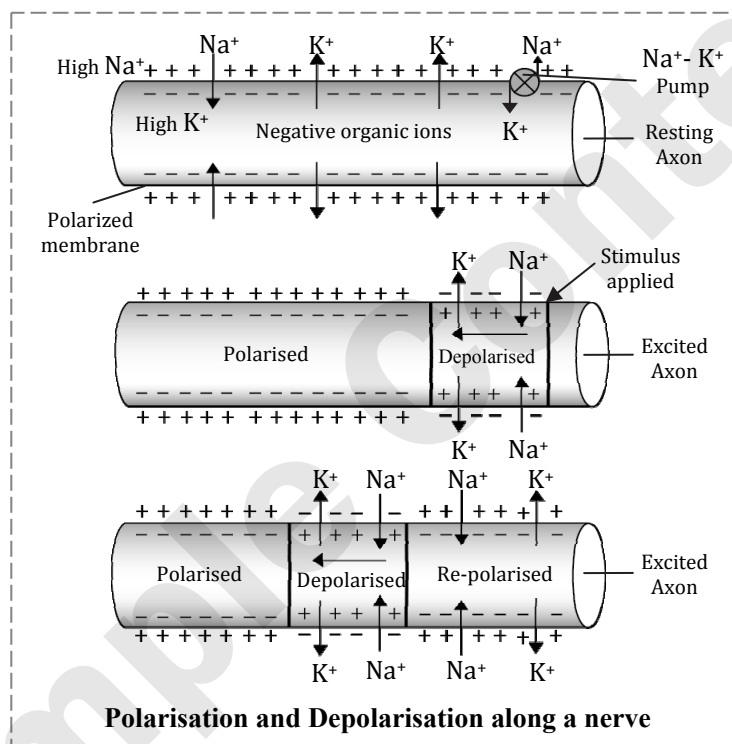 Na⁺ K⁺ K⁺ Na⁺
High Na⁺ + + + + + + + + + + + + + + + + + + + + + + + + Na⁺- K⁺
Pump
High K⁺
Negative organic ions K⁺ Resting
Axon
Polarized
membrane
K⁺ Na⁺ Stimulus
applied
Polarised Depolarised Excited
Axon
K⁺ Na⁺
K⁺ Na⁺ Na⁺ K⁺
Polarised Depolarised Re-polarised Excited
Axon
K⁺ Na⁺ Na⁺ K⁺
Polarisation and Depolarisation along a nerve